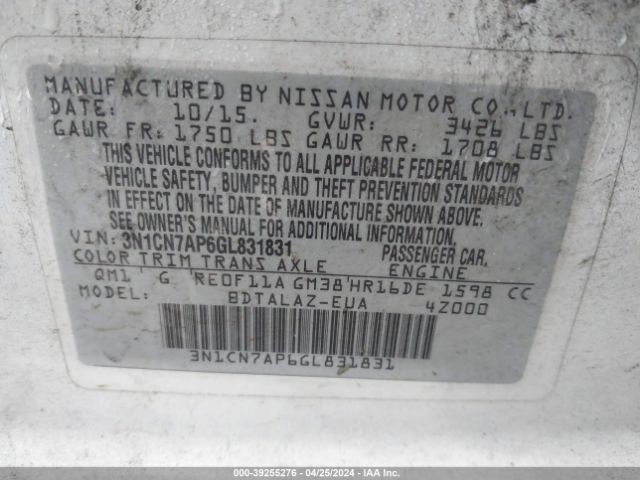 MANUFACTURED BY NISSAN MOTOR CO.,LTD.
DATE: 10/15. GVWR: 3426 LBS
GAWR FR: 1750 LBS GAWR RR: 1708 LBS
THIS VEHICLE CONFORMS TO ALL APPLICABLE FEDERAL MOTOR
VEHICLE SAFETY, BUMPER AND THEFT PREVENTION STANDARDS
IN EFFECT ON THE DATE OF MANUFACTURE SHOWN ABOVE.
SEE OWNER'S MANUAL FOR ADDITIONAL INFORMATION.
VIN: 3N1CN7AP6GL831831 PASSENGER CAR.
COLOR TRIM TRANS AXLE ENGINE
QM1 G RE0F11A GM38 HR16DE 1598 CC
MODEL: BDTALAZ-EUA 4Z000
3N1CN7AP6GL831831
000-39255276 - 04/25/2024 - IAA Inc.